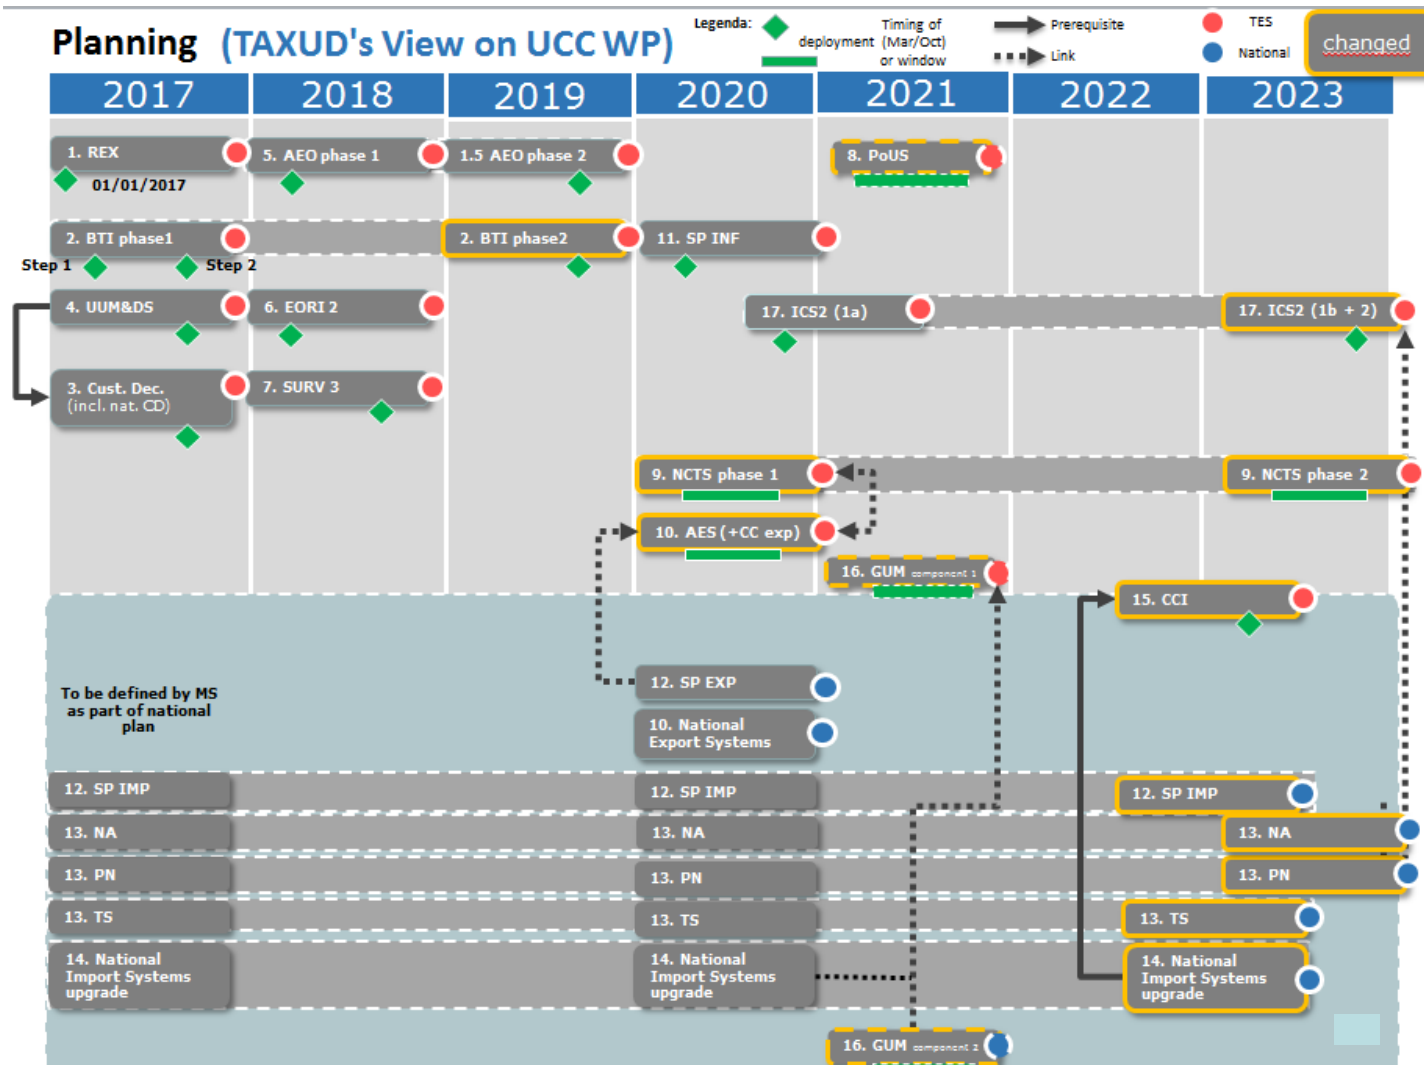 Planning (TAXUD's View on UCC WP)
Legenda:
Timing of
deployment (Mar/Oct)
or window
Prerequisite
Link
TES
National
changed
2017 2018 2019 2020 2021 2022 2023
1. REX
01/01/2017
5. AEO phase 1
1.5 AEO phase 2
8. PoUS
2. BTI phase1
Step 1
Step 2
2. BTI phase2
11. SP INF
4. UUM&DS
6. EORI 2
17. ICS2 (1a)
17. ICS2 (1b + 2)
3. Cust. Dec.
(incl. nat. CD)
7. SURV 3
9. NCTS phase 1
9. NCTS phase 2
10. AES (+CC exp)
16. GUM component 1
15. CCI
To be defined by MS
as part of national
plan
12. SP EXP
10. National
Export Systems
12. SP IMP
12. SP IMP
12. SP IMP
13. NA
13. NA
13. NA
13. PN
13. PN
13. PN
13. TS
13. TS
13. TS
14. National
Import Systems
upgrade
14. National
Import Systems
upgrade
14. National
Import Systems
upgrade
16. GUM component 2